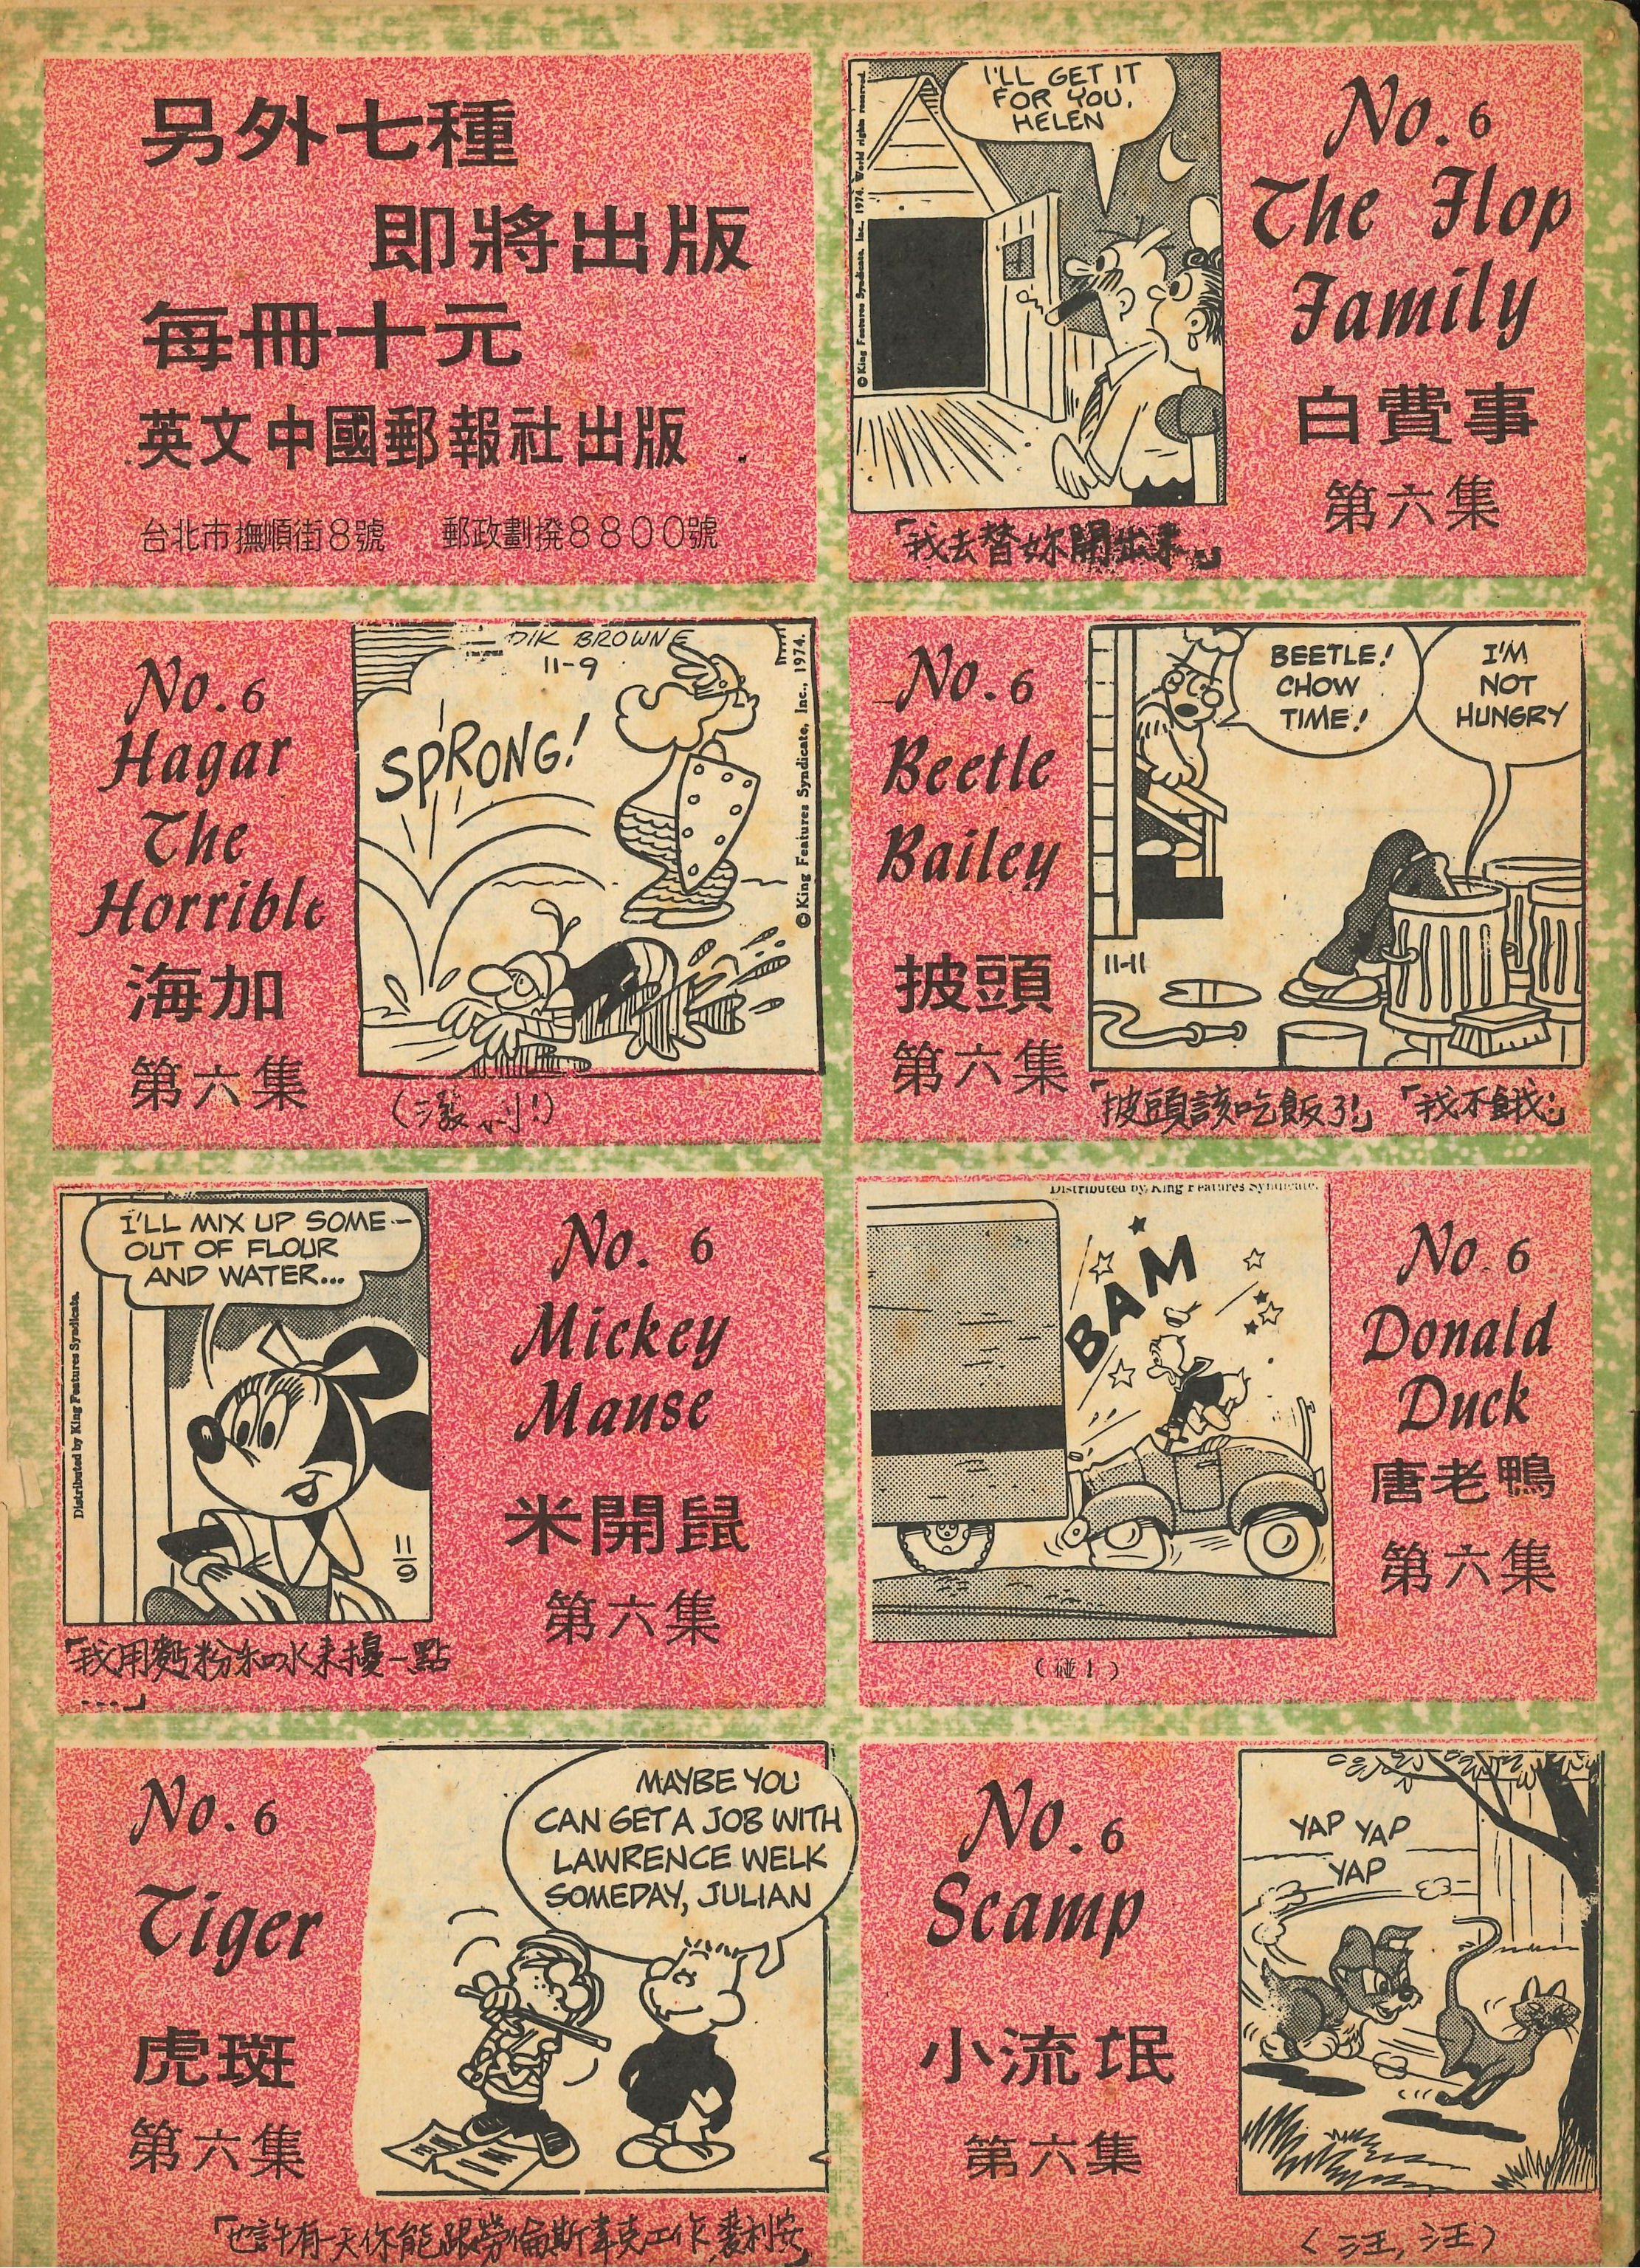 另外七種
即將出版
每冊十元
英文中國郵報社出版
台北市撫順街8號 郵政劃撥8800號
I'LL GET IT
FOR YOU,
HELEN
© King Features Syndicate, Inc., 1974. World rights reserved.
No. 6
The Flop
Family
白費事
第六集
「我去替妳開出來。」
No. 6
Hagar
The
Horrible
海加
第六集
DIK BROWNE
11-9
SPRONG!
© King Features Syndicate, Inc., 1974.
No. 6
Beetle
Bailey
披頭
第六集
BEETLE!
CHOW
TIME!
I'M
NOT
HUNGRY
11-11
「披頭該吃飯了!」 「我不餓」
I'LL MIX UP SOME—
OUT OF FLOUR
AND WATER...
Distributed by King Features Syndicate.
11/9
No. 6
Mickey
Mause
米開鼠
第六集
「我用麵粉和水來擾一點
....」
Distributed by King Features Syndicate.
BAM
No. 6
Donald
Duck
唐老鴨
第六集
(碰!)
No. 6
Tiger
虎斑
第六集
MAYBE YOU
CAN GET A JOB WITH
LAWRENCE WELK
SOMEDAY, JULIAN
「也許有一天你能跟勞倫斯韋克工作,裘利安」
No. 6
Scamp
小流氓
第六集
YAP YAP
YAP
(汪,汪)